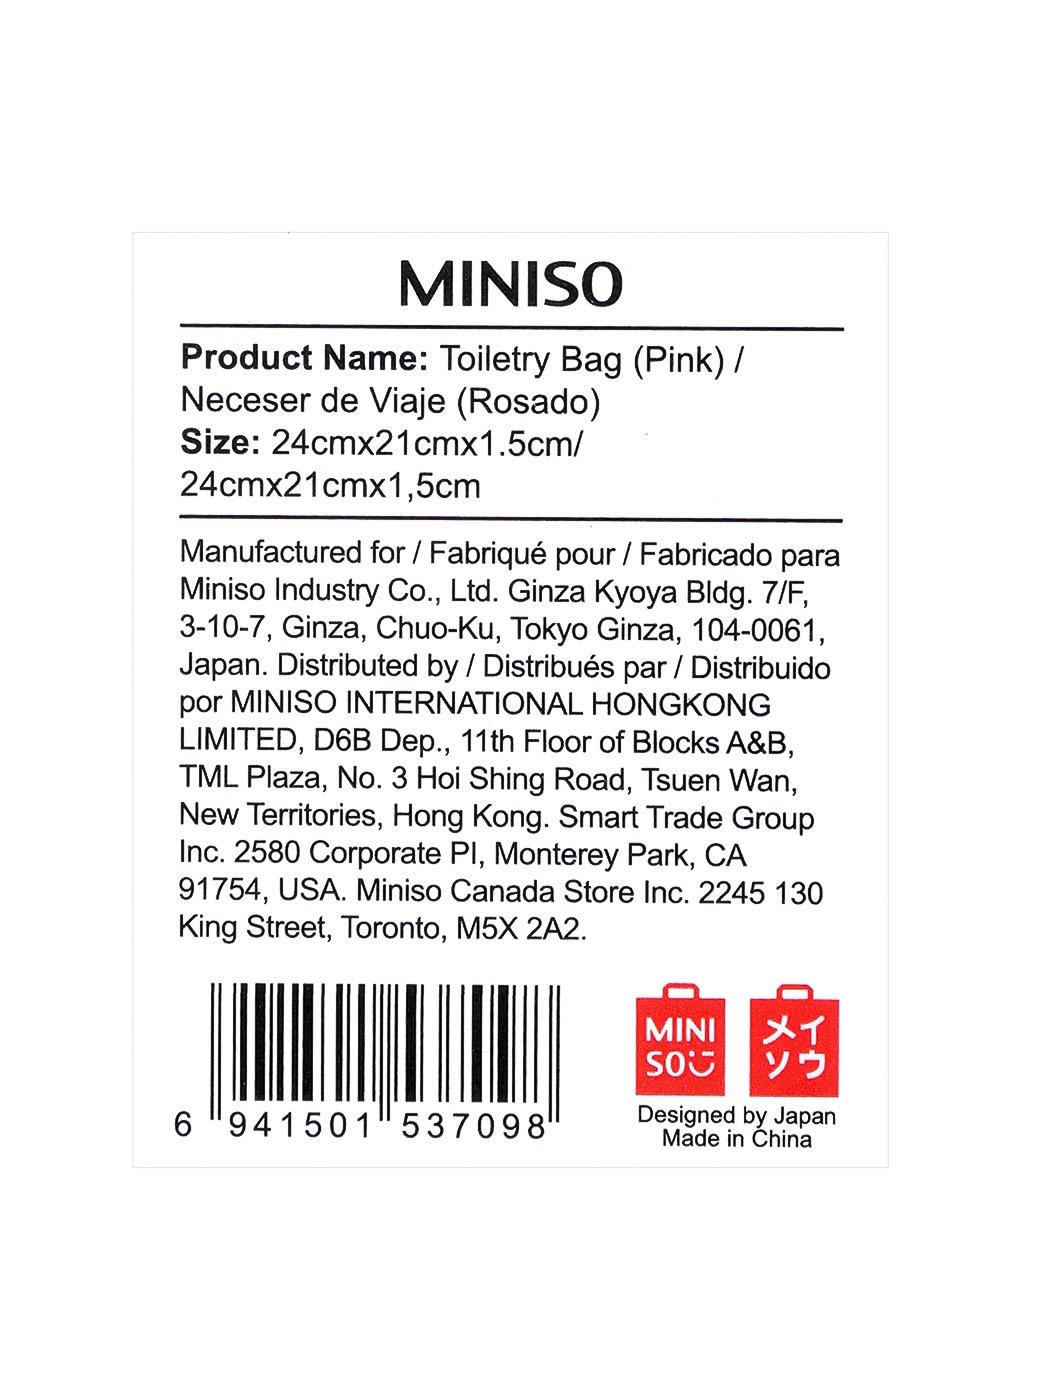 MINISO
Product Name: Toiletry Bag (Pink) /
Neceser de Viaje (Rosado)
Size: 24cmx21cmx1.5cm/
24cmx21cmx1,5cm
Manufactured for / Fabriqué pour / Fabricado para
Miniso Industry Co., Ltd. Ginza Kyoya Bldg. 7/F,
3-10-7, Ginza, Chuo-Ku, Tokyo Ginza, 104-0061,
Japan. Distributed by / Distribués par / Distribuido
por MINISO INTERNATIONAL HONGKONG
LIMITED, D6B Dep., 11th Floor of Blocks A&B,
TML Plaza, No. 3 Hoi Shing Road, Tsuen Wan,
New Territories, Hong Kong. Smart Trade Group
Inc. 2580 Corporate Pl, Monterey Park, CA
91754, USA. Miniso Canada Store Inc. 2245 130
King Street, Toronto, M5X 2A2.
6 941501 537098
MINI
SO
メイ
ソウ
Designed by Japan
Made in China